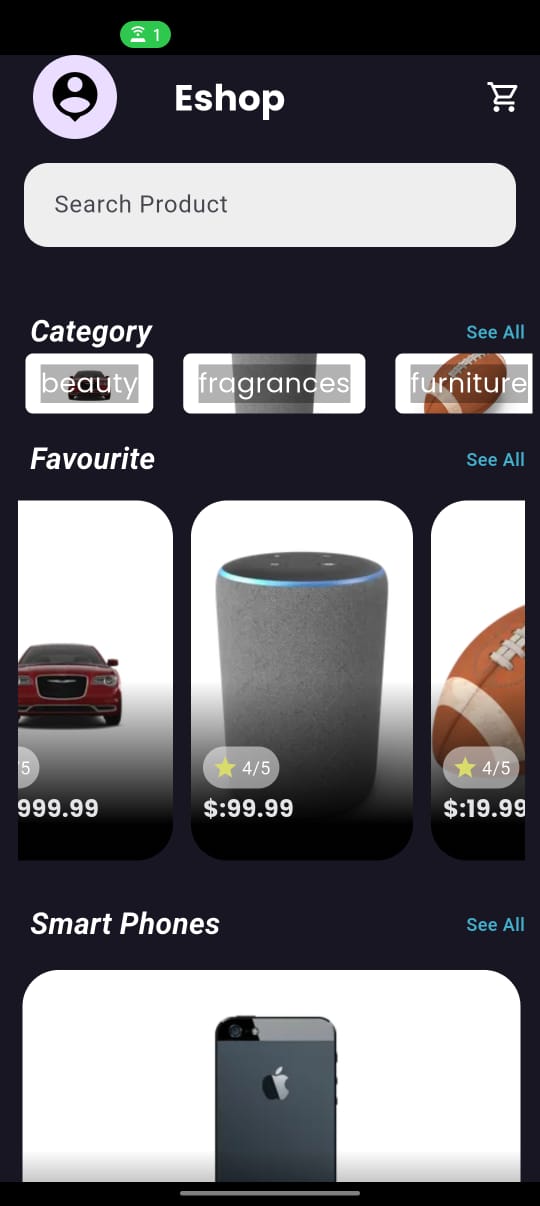 1
Eshop
Search Product
Category See All
beauty fragrances furniture
Favourite See All
/5 4/5 4/5
999.99 $:99.99 $:19.99
Smart Phones See All